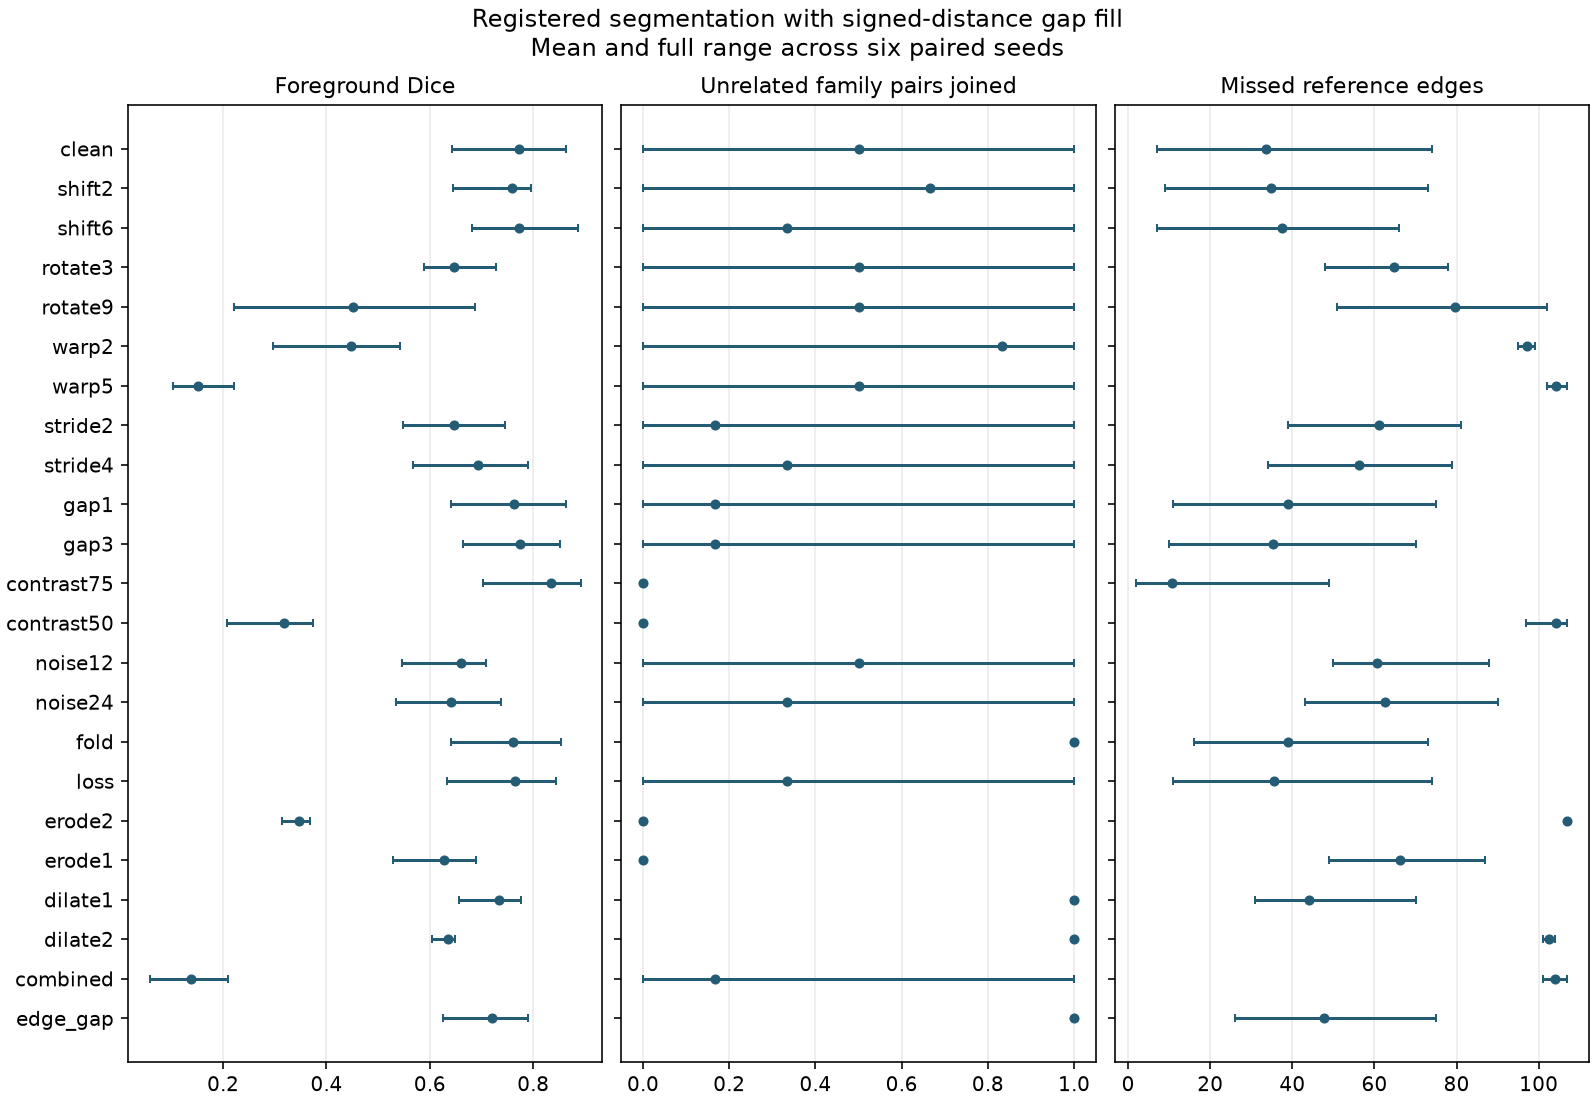 Registered segmentation with signed-distance gap fill
Mean and full range across six paired seeds
Foreground Dice
Unrelated family pairs joined
Missed reference edges
clean
shift2
shift6
rotate3
rotate9
warp2
warp5
stride2
stride4
gap1
gap3
contrast75
contrast50
noise12
noise24
fold
loss
erode2
erode1
dilate1
dilate2
combined
edge_gap
0.2 0.4 0.6 0.8
0.0 0.2 0.4 0.6 0.8 1.0
0 20 40 60 80 100